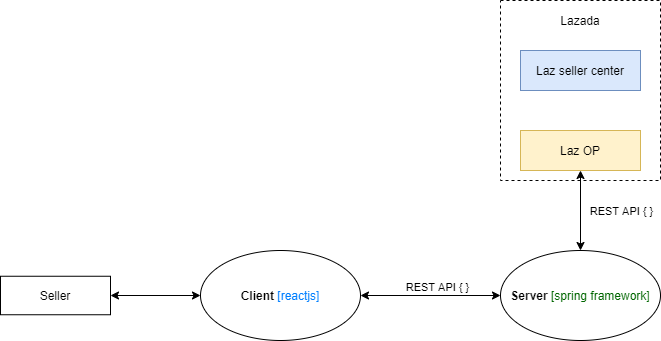 Lazada
Laz seller center
Laz OP
REST API { }
Seller
Client [reactjs]
REST API { }
Server [spring framework]